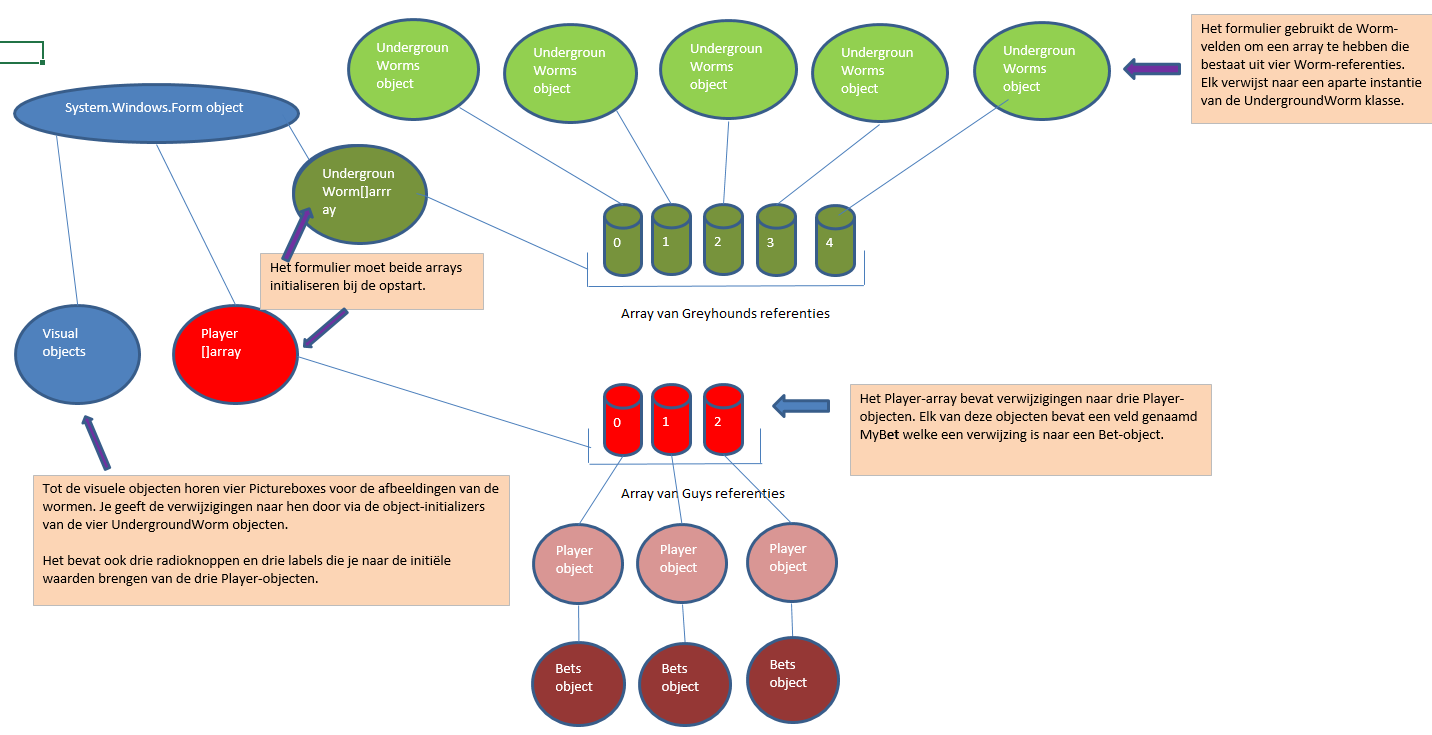 Undergroun
Worms
object
Undergroun
Worms
object
Undergroun
Worms
object
Undergroun
Worms
object
Undergroun
Worms
object
Het formulier gebruikt de Worm-
velden om een array te hebben die
bestaat uit vier Worm-referenties.
Elk verwijst naar een aparte instantie
van de UndergroundWorm klasse.
System.Windows.Form object
Undergroun
Worm[]arrr
ay
0
1
2
3
4
Het formulier moet beide arrays
initialiseren bij de opstart.
Array van Greyhounds referenties
Visual
objects
Player
[]array
0
1
2
Het Player-array bevat verwijzigingen naar drie Player-
objecten. Elk van deze objecten bevat een veld genaamd
MyBet welke een verwijzing is naar een Bet-object.
Array van Guys referenties
Tot de visuele objecten horen vier Pictureboxes voor de afbeeldingen van de
wormen. Je geeft de verwijzigingen naar hen door via de object-initializers
van de vier UndergroundWorm objecten.
Het bevat ook drie radioknoppen en drie labels die je naar de initiële
waarden brengen van de drie Player-objecten.
Player
object
Player
object
Player
object
Bets
object
Bets
object
Bets
object